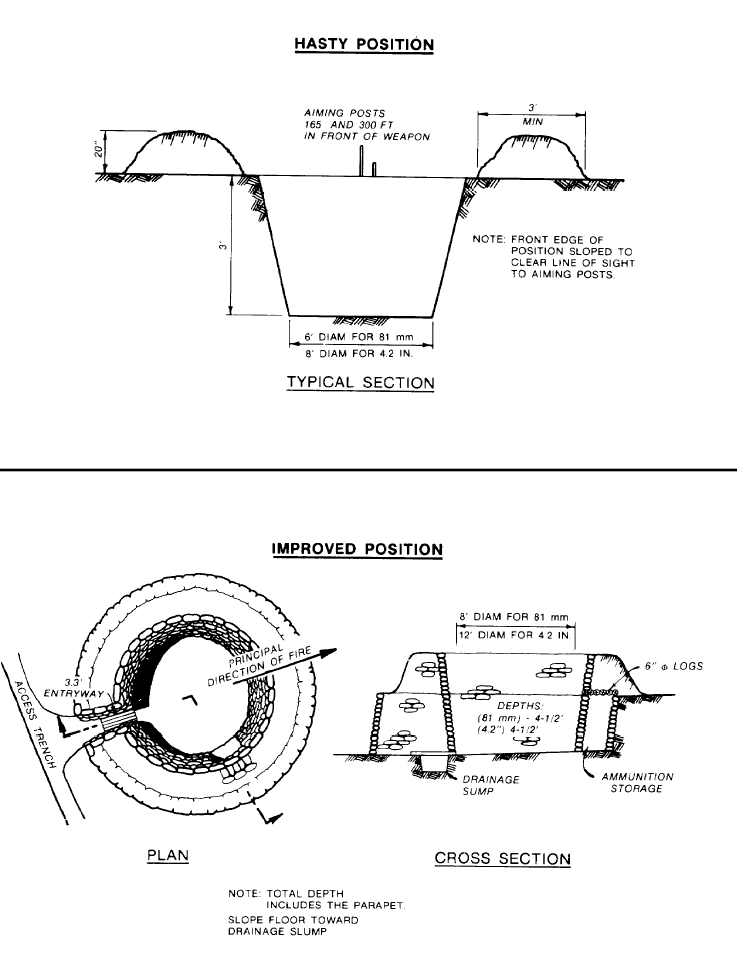 HASTY POSITION
AIMING POSTS
165 AND 300 FT
IN FRONT OF WEAPON
3'
MIN
20"
3'
NOTE: FRONT EDGE OF
POSITION SLOPED TO
CLEAR LINE OF SIGHT
TO AIMING POSTS.
6' DIAM FOR 81 mm
8' DIAM FOR 4.2 IN.
TYPICAL SECTION
IMPROVED POSITION
PRINCIPAL
DIRECTION OF FIRE
3.3'
ENTRYWAY
ACCESS TRENCH
PLAN
8' DIAM FOR 81 mm
12' DIAM FOR 4.2 IN.
6" ϕ LOGS
DEPTHS:
(81 mm) - 4-1/2'
(4.2") 4-1/2'
DRAINAGE
SUMP
AMMUNITION
STORAGE
CROSS SECTION
NOTE: TOTAL DEPTH
INCLUDES THE PARAPET.
SLOPE FLOOR TOWARD
DRAINAGE SLUMP